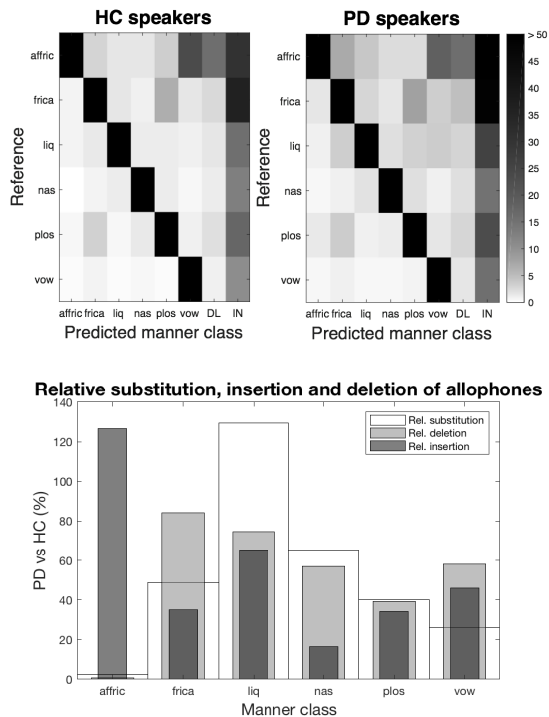 HC speakers
PD speakers
Reference
affric
frica
liq
nas
plos
vow
affric frica liq nas plos vow DL IN
Predicted manner class
Reference
affric
frica
liq
nas
plos
vow
affric frica liq nas plos vow DL IN
Predicted manner class
> 50
45
40
35
30
25
20
15
10
5
0
Relative substitution, insertion and deletion of allophones
PD vs HC (%)
140
120
100
80
60
40
20
0
Rel. substitution
Rel. deletion
Rel. insertion
affric frica liq nas plos vow
Manner class